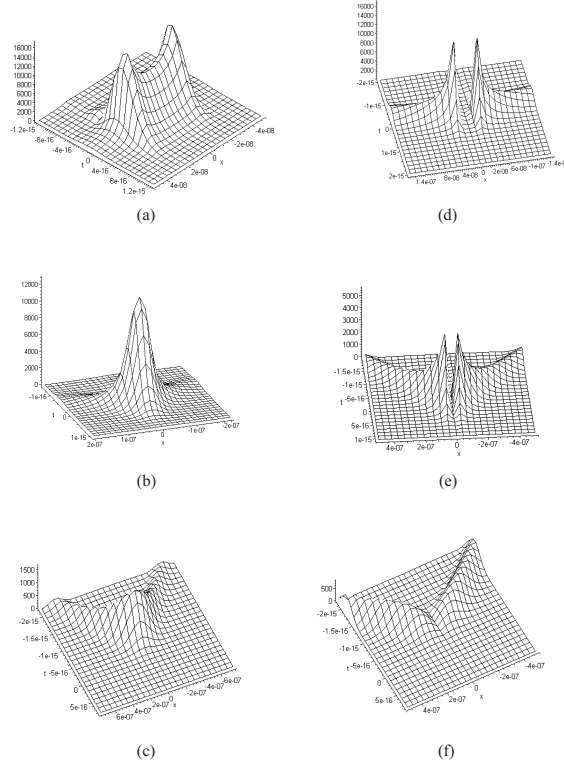 16000
14000
12000
10000
8000
6000
4000
2000
0
-1.2e-15
-8e-16
-4e-16
t
0
4e-16
8e-16
1.2e-15
4e-08
2e-08
0
x
-2e-08
-4e-08
(a)
16000
14000
12000
10000
8000
6000
4000
2000
-2e-15
-1e-15
t
0
1e-15
2e-15
1.4e-07
8e-08
4e-08
0
x
-2e-08
-6e-08
-1.4e-0
(d)
12000
10000
8000
6000
4000
2000
0
-1e-15
t
0
1e-15
2e-07
1e-07
0
x
-1e-07
-2e-07
(b)
5000
4000
3000
2000
1000
0
-1.5e-15
-1e-15
-5e-16
t
0
5e-16
1e-15
4e-07
2e-07
0
x
-2e-07
-4e-07
(e)
1500
1000
500
0
-2e-15
-1.5e-15
-1e-15
t
-5e-16
0
5e-16
6e-07
4e-07
2e-07
0
x
-2e-07
-4e-07
-6e-07
(c)
500
0
-2e-15
-1.5e-15
-1e-15
t
-5e-16
0
5e-16
4e-07
2e-07
0
x
-2e-07
-4e-07
(f)